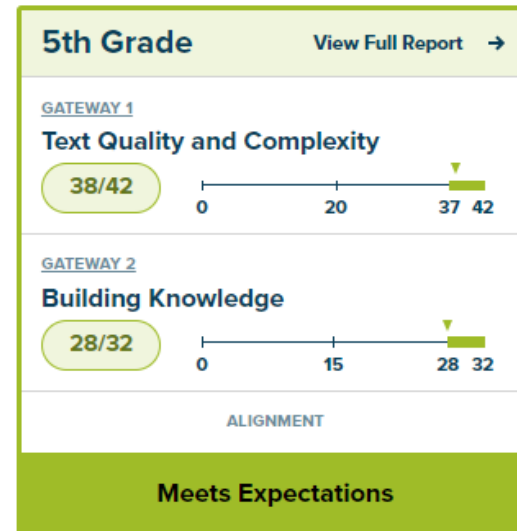 5th Grade View Full Report →
GATEWAY 1
Text Quality and Complexity
38/42
0 20 37 42
GATEWAY 2
Building Knowledge
28/32
0 15 28 32
ALIGNMENT
Meets Expectations